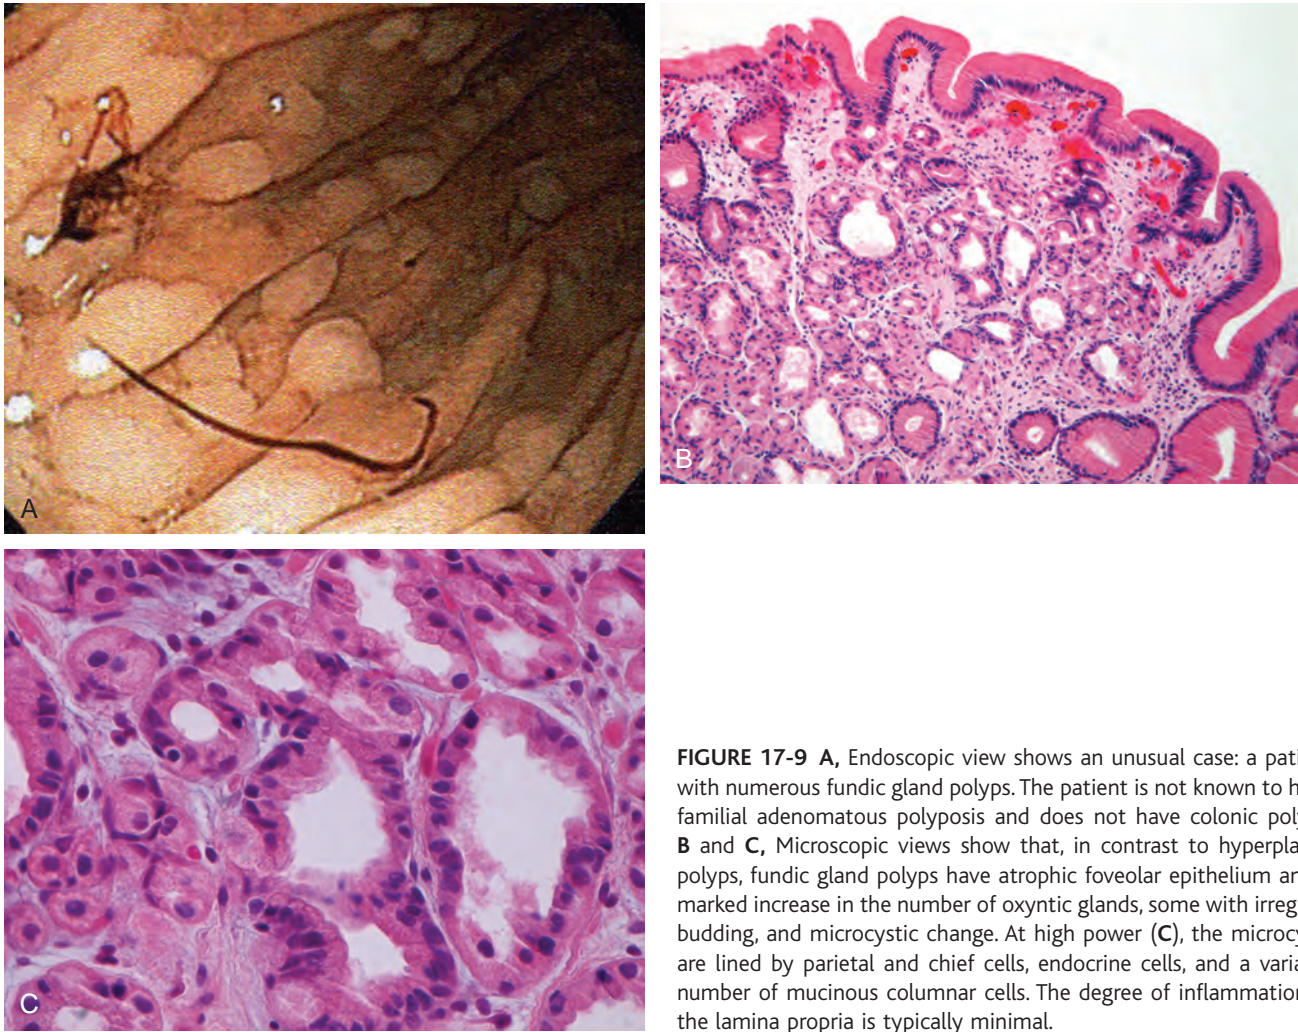 A
B
C
FIGURE 17-9 A, Endoscopic view shows an unusual case: a pati
with numerous fundic gland polyps. The patient is not known to h
familial adenomatous polyposis and does not have colonic poly
B and C, Microscopic views show that, in contrast to hyperpla
polyps, fundic gland polyps have atrophic foveolar epithelium an
marked increase in the number of oxyntic glands, some with irreg
budding, and microcystic change. At high power (C), the microcy
are lined by parietal and chief cells, endocrine cells, and a varia
number of mucinous columnar cells. The degree of inflammation
the lamina propria is typically minimal.